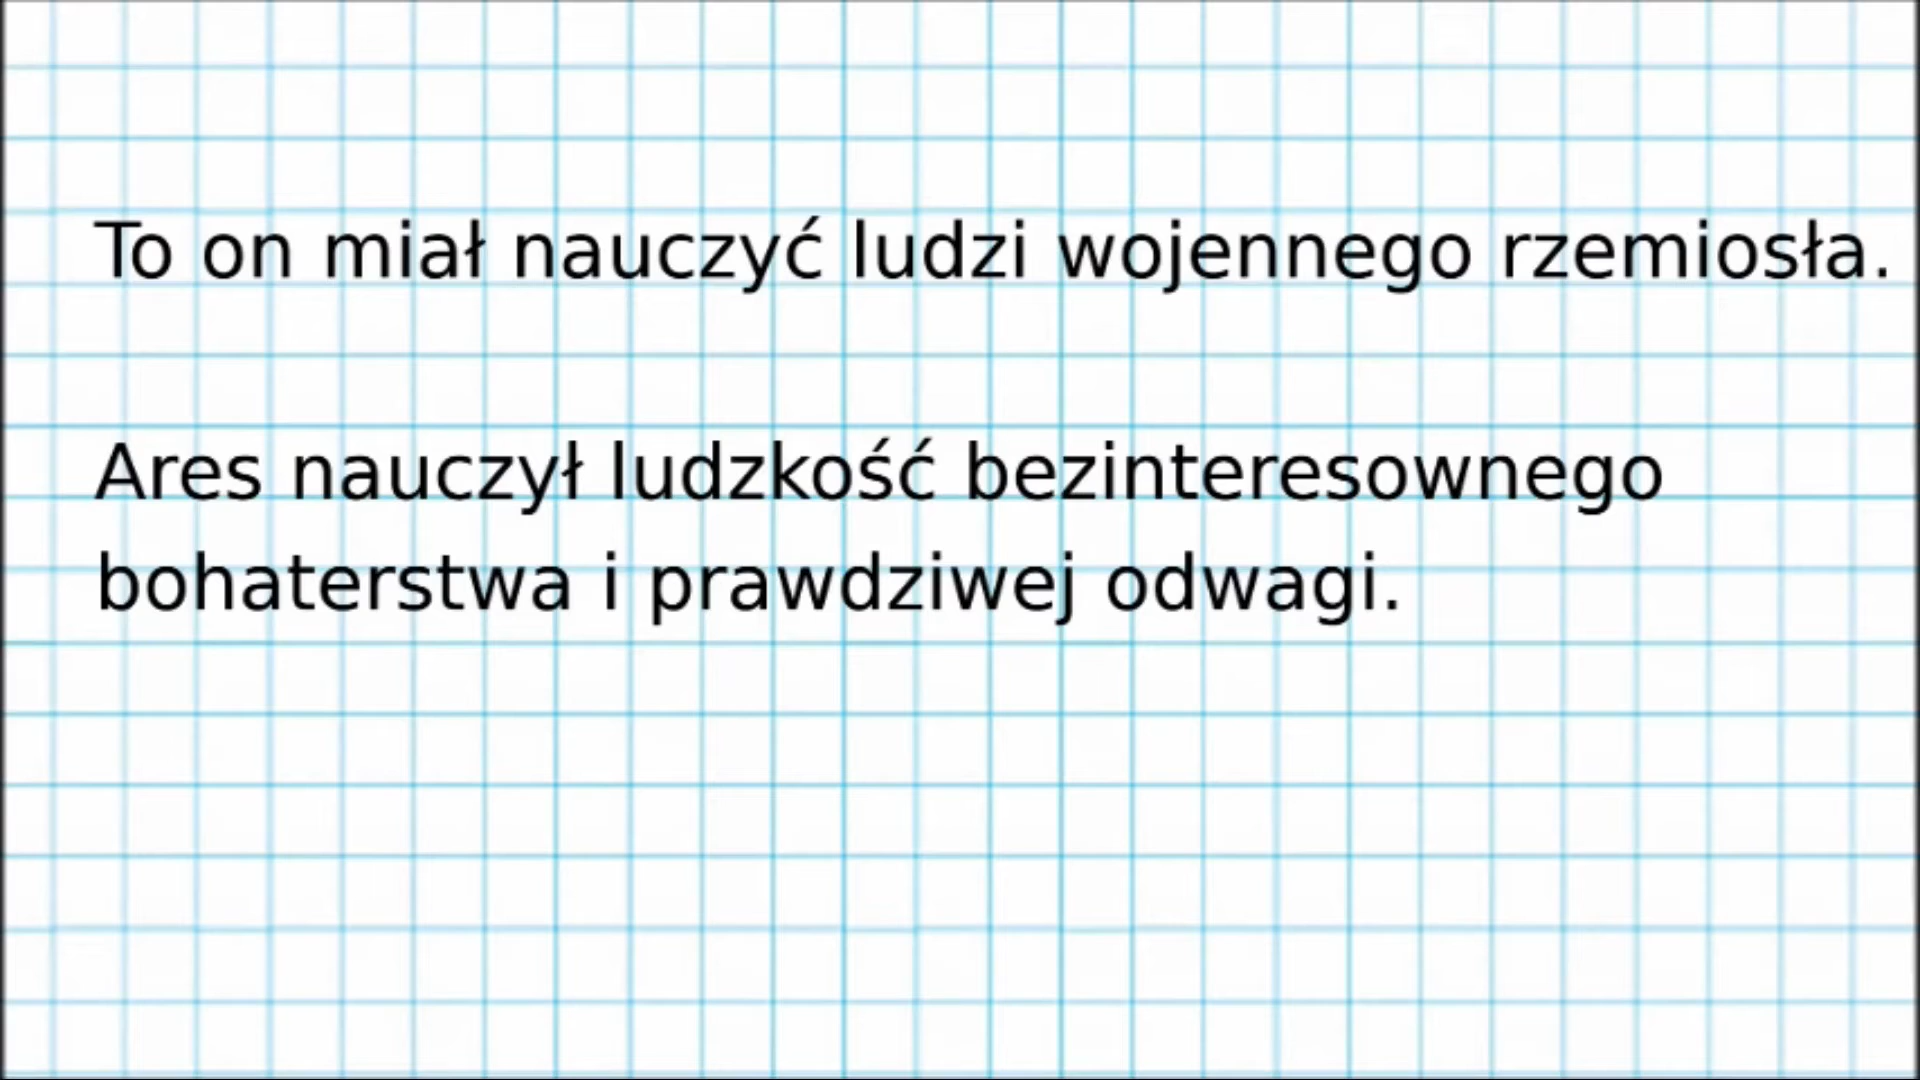 To on miał nauczyć ludzi wojennego rzemiosła.
Ares nauczył ludzkość bezinteresownego
bohaterstwa i prawdziwej odwagi.